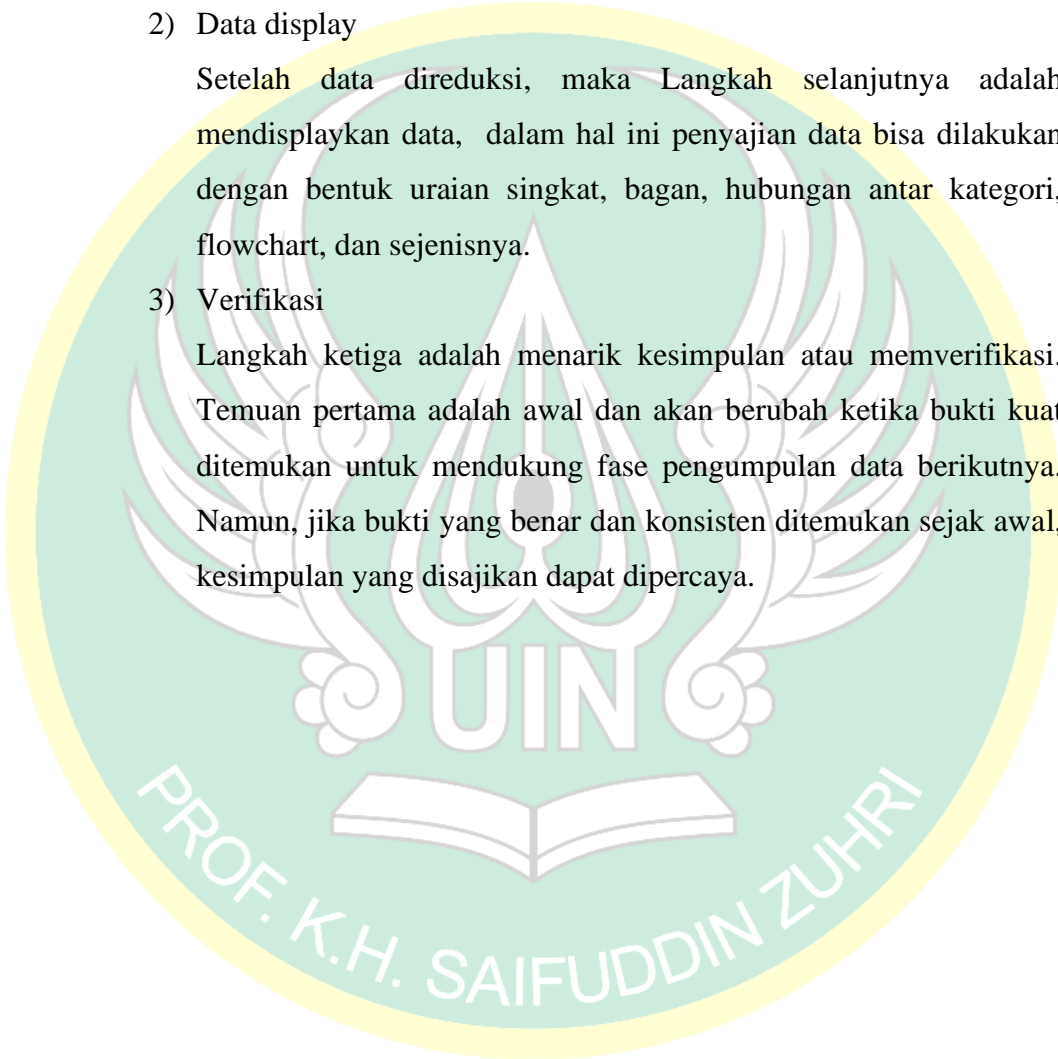 2) Data display
Setelah data direduksi, maka Langkah selanjutnya adalah
mendisplaykan data, dalam hal ini penyajian data bisa dilakukan
dengan bentuk uraian singkat, bagan, hubungan antar kategori,
flowchart, dan sejenisnya.
3) Verifikasi
Langkah ketiga adalah menarik kesimpulan atau memverifikasi.
Temuan pertama adalah awal dan akan berubah ketika bukti kuat
ditemukan untuk mendukung fase pengumpulan data berikutnya.
Namun, jika bukti yang benar dan konsisten ditemukan sejak awal,
kesimpulan yang disajikan dapat dipercaya.
UIN
PROF. K.H. SAIFUDDIN ZUHRI